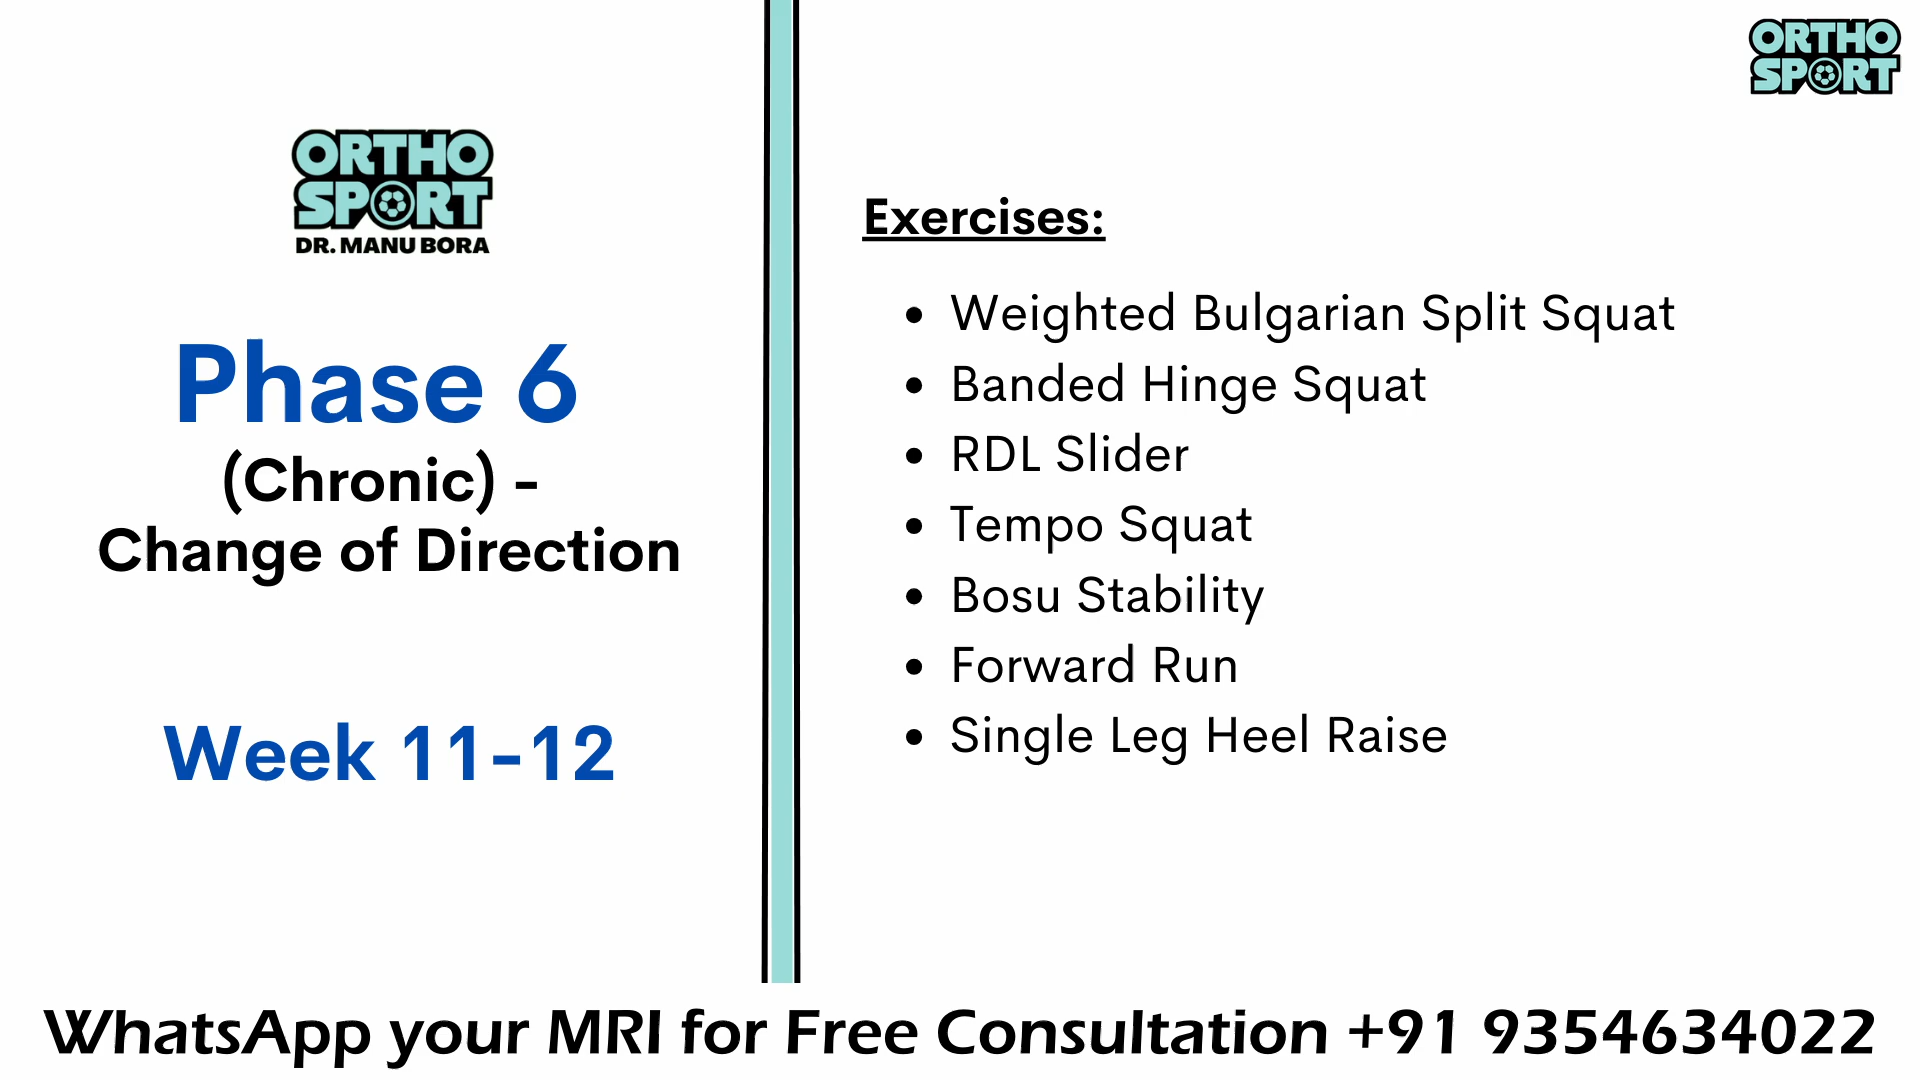 ORTHO
SPORT
ORTHO
SPORT
DR. MANU BORA
Phase 6
(Chronic) -
Change of Direction
Week 11-12
Exercises:
• Weighted Bulgarian Split Squat
• Banded Hinge Squat
• RDL Slider
• Tempo Squat
• Bosu Stability
• Forward Run
• Single Leg Heel Raise
WhatsApp your MRI for Free Consultation +91 9354634022